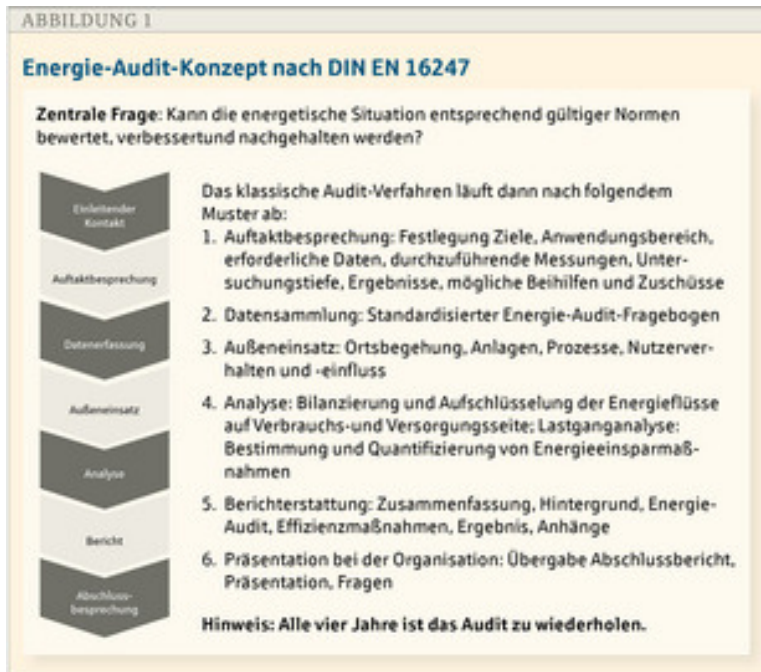 ABBILDUNG 1
Energie-Audit-Konzept nach DIN EN 16247
Zentrale Frage: Kann die energetische Situation entsprechend gültiger Normen
bewertet, verbessertund nachgehalten werden?
Einleitender
Kontakt
Auftaktbesprechung
Datenerfassung
Außeneinsatz
Analyse
Bericht
Abschluss-
besprechung
Das klassische Audit-Verfahren läuft dann nach folgendem
Muster ab:
1. Auftaktbesprechung: Festlegung Ziele, Anwendungsbereich,
erforderliche Daten, durchzuführende Messungen, Unter-
suchungstiefe, Ergebnisse, mögliche Beihilfen und Zuschüsse
2. Datensammlung: Standardisierter Energie-Audit-Fragebogen
3. Außeneinsatz: Ortsbegehung, Anlagen, Prozesse, Nutzerver-
halten und -einfluss
4. Analyse: Bilanzierung und Aufschlüsselung der Energieflüsse
auf Verbrauchs-und Versorgungsseite; Lastganganalyse:
Bestimmung und Quantifizierung von Energieeinsparmaß-
nahmen
5. Berichterstattung: Zusammenfassung, Hintergrund, Energie-
Audit, Effizienzmaßnahmen, Ergebnis, Anhänge
6. Präsentation bei der Organisation: Übergabe Abschlussbericht,
Präsentation, Fragen
Hinweis: Alle vier Jahre ist das Audit zu wiederholen.